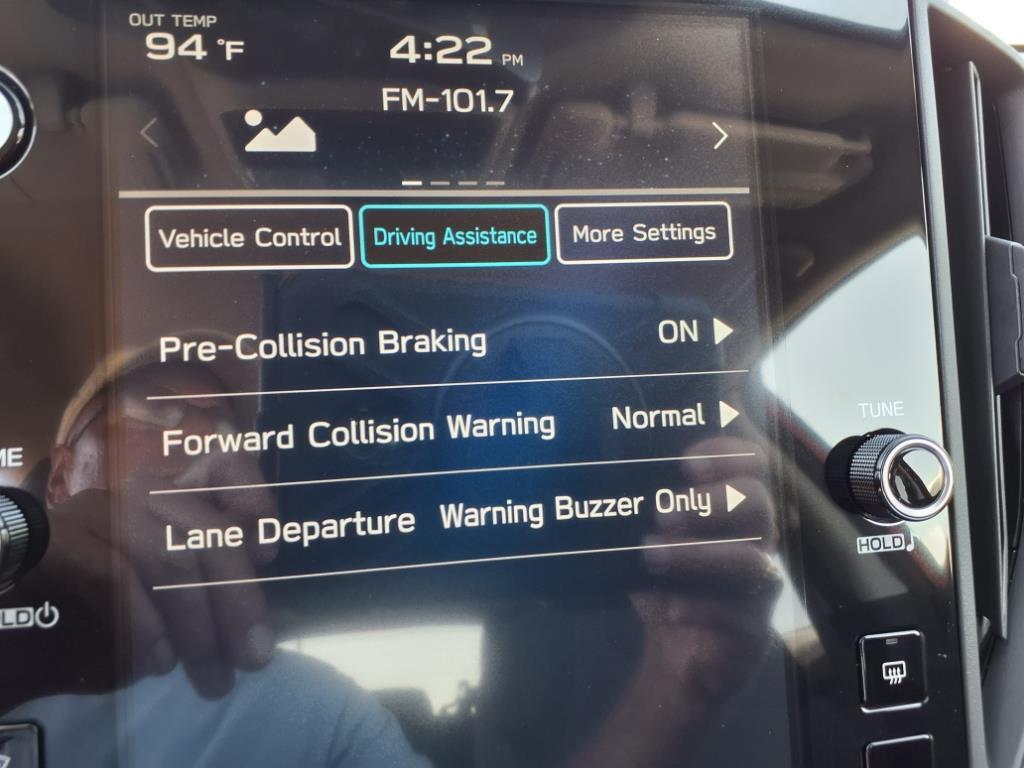 OUT TEMP
94 °F
4:22 PM
FM-101.7
Vehicle Control
Driving Assistance
More Settings
Pre-Collision Braking ON
Forward Collision Warning Normal
Lane Departure Warning Buzzer Only
TUNE
HOLD